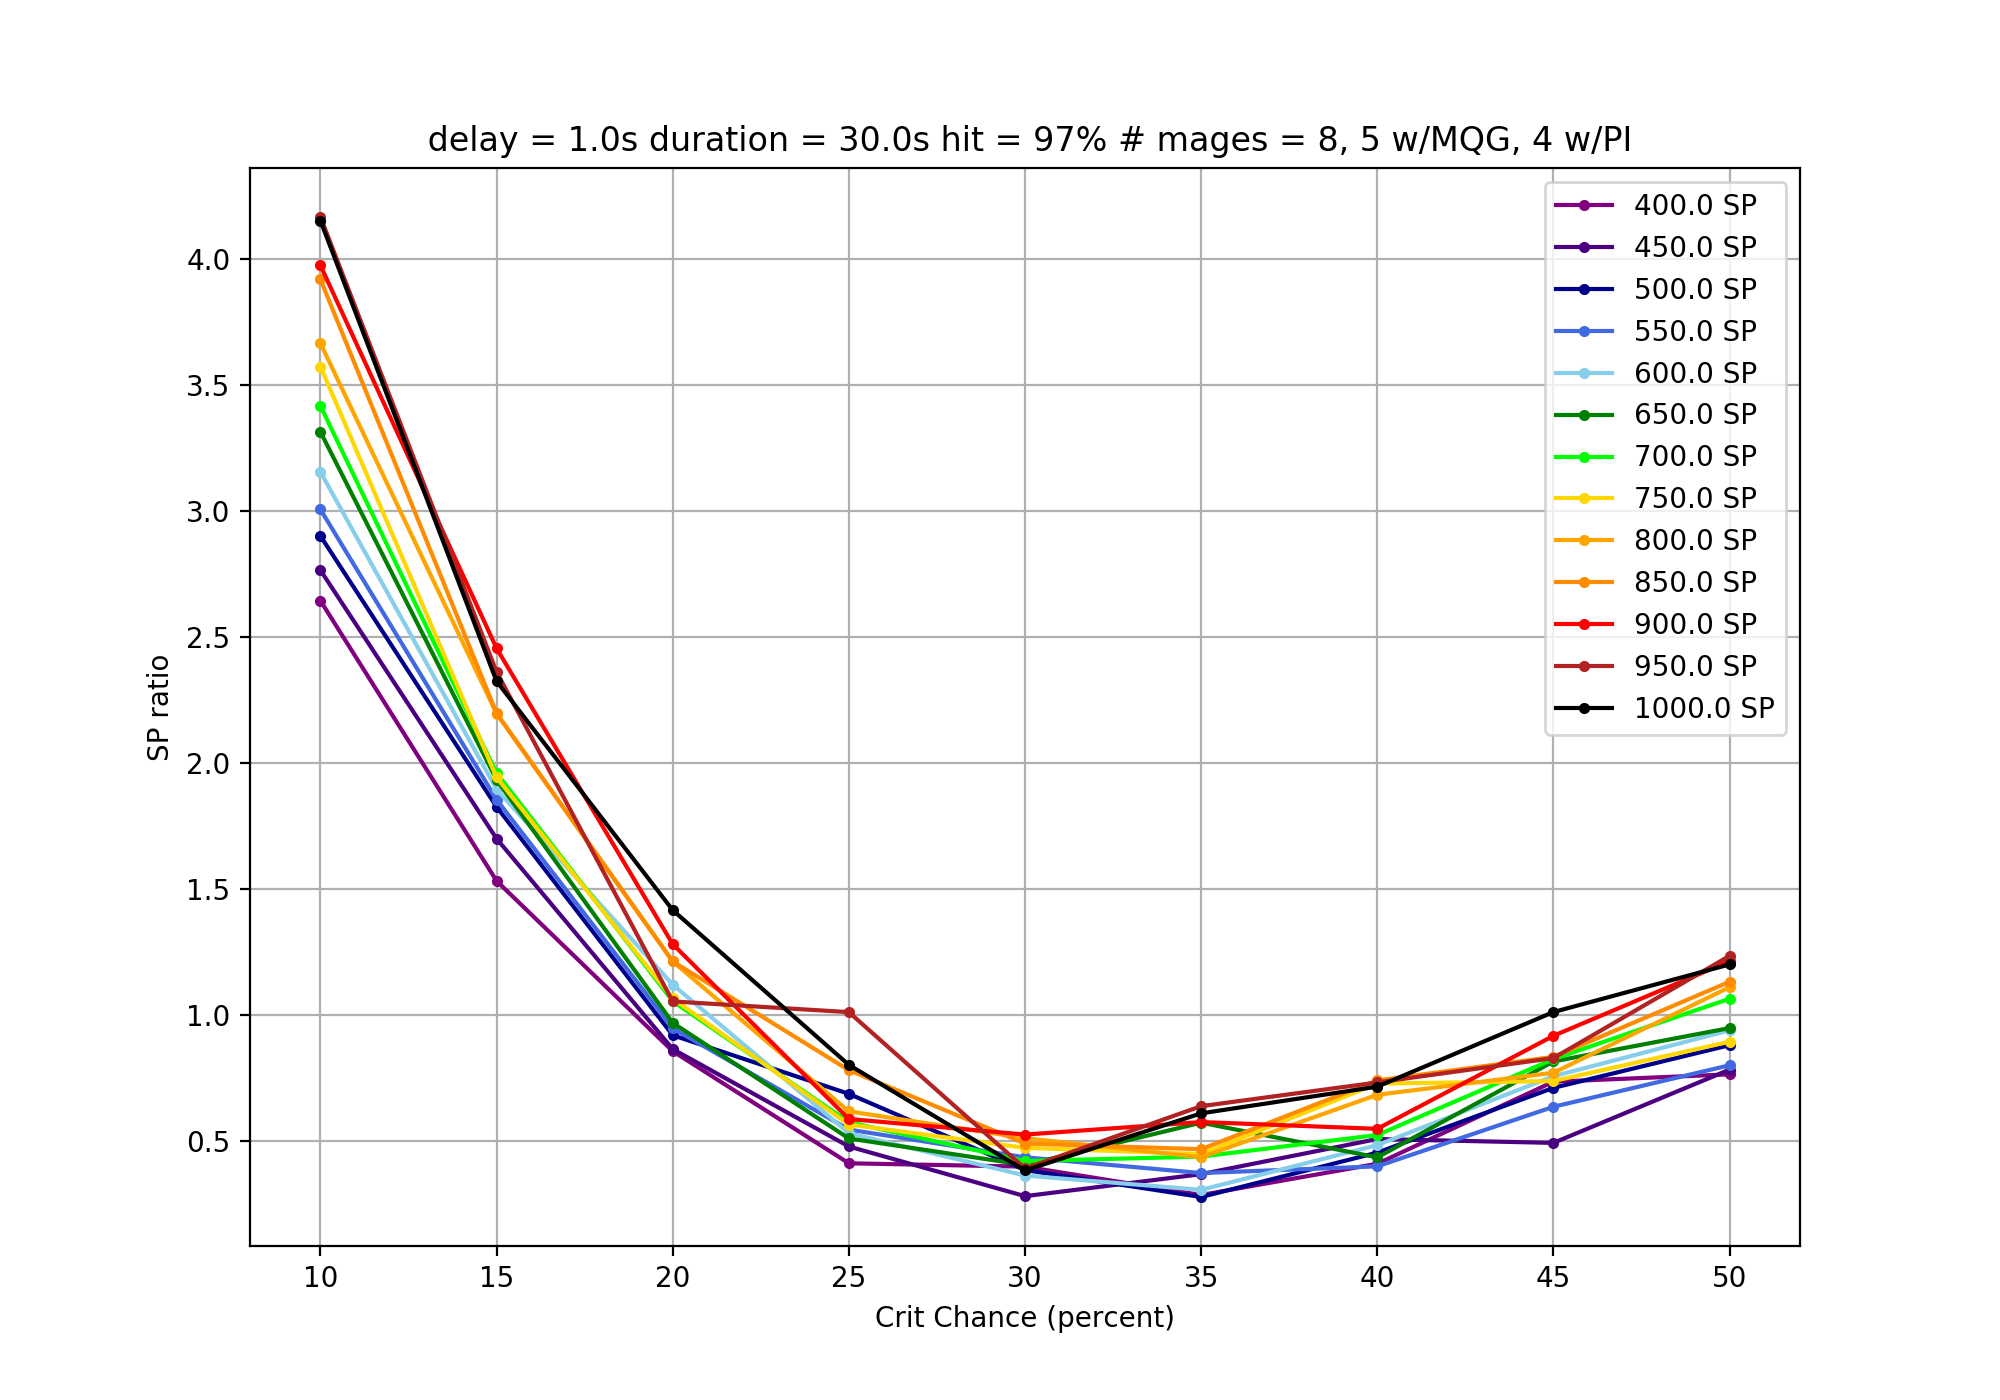 delay = 1.0s duration = 30.0s hit = 97% # mages = 8, 5 w/MQG, 4 w/PI
400.0 SP
450.0 SP
500.0 SP
550.0 SP
600.0 SP
650.0 SP
700.0 SP
750.0 SP
800.0 SP
850.0 SP
900.0 SP
950.0 SP
1000.0 SP
SP ratio
4.0
3.5
3.0
2.5
2.0
1.5
1.0
0.5
10 15 20 25 30 35 40 45 50
Crit Chance (percent)